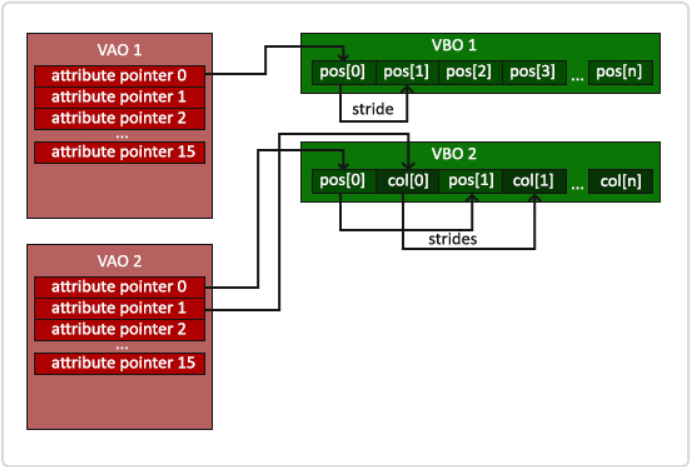 VAO 1
attribute pointer 0
attribute pointer 1
attribute pointer 2
...
attribute pointer 15
VBO 1
pos[0] pos[1] pos[2] pos[3] ... pos[n]
stride
VBO 2
pos[0] col[0] pos[1] col[1] ... col[n]
strides
VAO 2
attribute pointer 0
attribute pointer 1
attribute pointer 2
...
attribute pointer 15